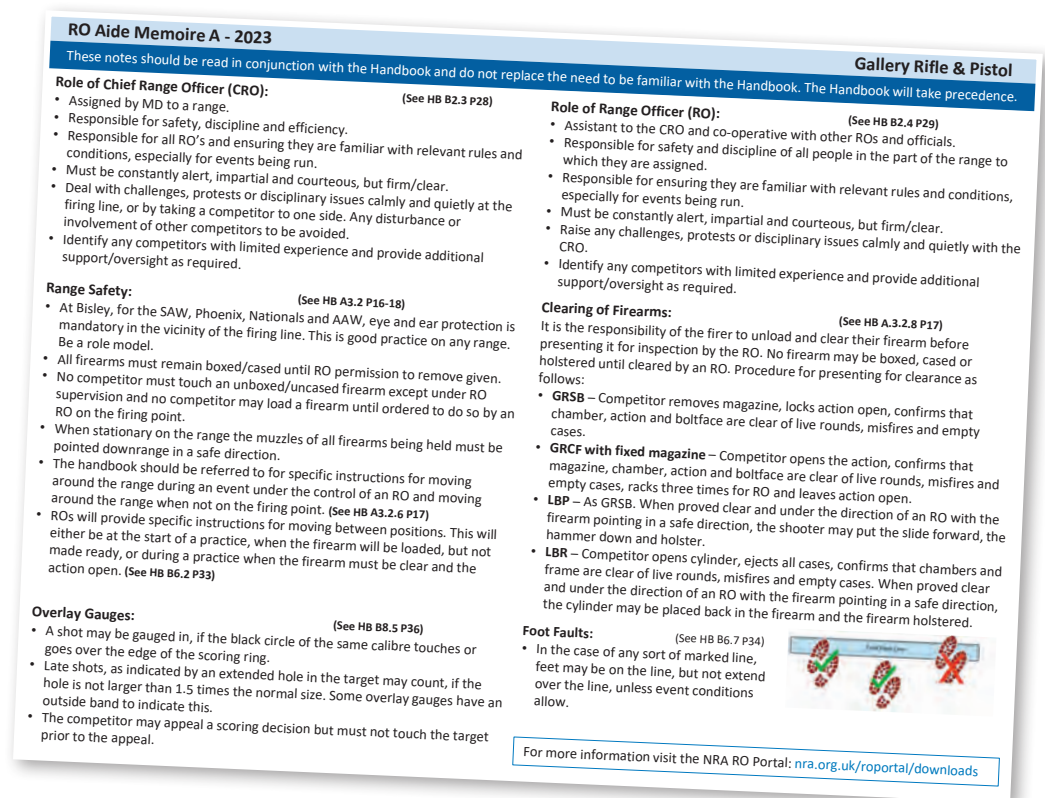 RO Aide Memoire A - 2023
Gallery Rifle & Pistol
These notes should be read in conjunction with the Handbook and do not replace the need to be familiar with the Handbook. The Handbook will take precedence.
Role of Chief Range Officer (CRO):
(See HB B2.3 P28)
• Assigned by MD to a range.
• Responsible for safety, discipline and efficiency.
• Responsible for all RO's and ensuring they are familiar with relevant rules and
conditions, especially for events being run.
• Must be constantly alert, impartial and courteous, but firm/clear.
• Deal with challenges, protests or disciplinary issues calmly and quietly at the
firing line, or by taking a competitor to one side. Any disturbance or
involvement of other competitors to be avoided.
• Identify any competitors with limited experience and provide additional
support/oversight as required.
Range Safety:
(See HB A3.2 P16-18)
• At Bisley, for the SAW, Phoenix, Nationals and AAW, eye and ear protection is
mandatory in the vicinity of the firing line. This is good practice on any range.
Be a role model.
• All firearms must remain boxed/cased until RO permission to remove given.
• No competitor must touch an unboxed/uncased firearm except under RO
supervision and no competitor may load a firearm until ordered to do so by an
RO on the firing point.
• When stationary on the range the muzzles of all firearms being held must be
pointed downrange in a safe direction.
• The handbook should be referred to for specific instructions for moving
around the range during an event under the control of an RO and moving
around the range when not on the firing point. (See HB A3.2.6 P17)
• ROs will provide specific instructions for moving between positions. This will
either be at the start of a practice, when the firearm will be loaded, but not
made ready, or during a practice when the firearm must be clear and the
action open. (See HB B6.2 P33)
Overlay Gauges:
(See HB B8.5 P36)
• A shot may be gauged in, if the black circle of the same calibre touches or
goes over the edge of the scoring ring.
• Late shots, as indicated by an extended hole in the target may count, if the
hole is not larger than 1.5 times the normal size. Some overlay gauges have an
outside band to indicate this.
• The competitor may appeal a scoring decision but must not touch the target
prior to the appeal.
Role of Range Officer (RO):
(See HB B2.4 P29)
• Assistant to the CRO and co-operative with other ROs and officials.
• Responsible for safety and discipline of all people in the part of the range to
which they are assigned.
• Responsible for ensuring they are familiar with relevant rules and conditions,
especially for events being run.
• Must be constantly alert, impartial and courteous, but firm/clear.
• Raise any challenges, protests or disciplinary issues calmly and quietly with the
CRO.
• Identify any competitors with limited experience and provide additional
support/oversight as required.
Clearing of Firearms:
(See HB A.3.2.8 P17)
It is the responsibility of the firer to unload and clear their firearm before
presenting it for inspection by the RO. No firearm may be boxed, cased or
holstered until cleared by an RO. Procedure for presenting for clearance as
follows:
• GRSB – Competitor removes magazine, locks action open, confirms that
chamber, action and boltface are clear of live rounds, misfires and empty
cases.
• GRCF with fixed magazine – Competitor opens the action, confirms that
magazine, chamber, action and boltface are clear of live rounds, misfires and
empty cases, racks three times for RO and leaves action open.
• LBP – As GRSB. When proved clear and under the direction of an RO with the
firearm pointing in a safe direction, the shooter may put the slide forward, the
hammer down and holster.
• LBR – Competitor opens cylinder, ejects all cases, confirms that chambers and
frame are clear of live rounds, misfires and empty cases. When proved clear
and under the direction of an RO with the firearm pointing in a safe direction,
the cylinder may be placed back in the firearm and the firearm holstered.
Foot Faults:
(See HB B6.7 P34)
• In the case of any sort of marked line,
feet may be on the line, but not extend
over the line, unless event conditions
allow.
For more information visit the NRA RO Portal: nra.org.uk/roportal/downloads